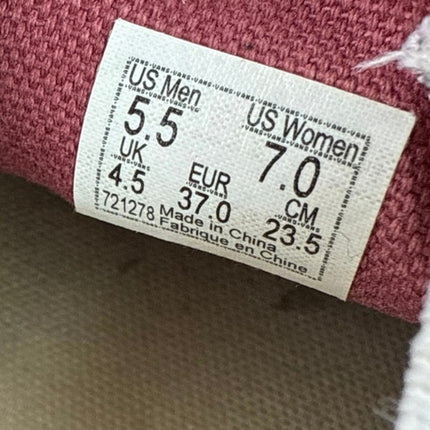 US Men US Women
5.5 7.0
UK EUR CM
4.5 37.0 23.5
721278 Made in China
Fabrique en Chine